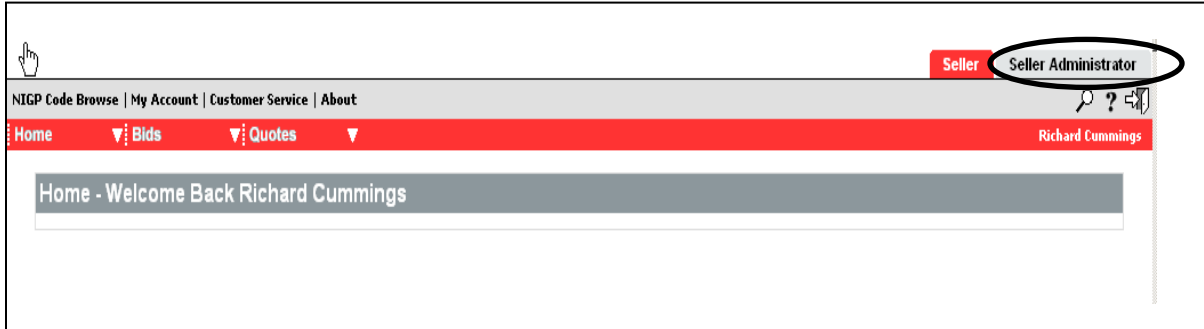 Seller Seller Administrator
NIGP Code Browse | My Account | Customer Service | About ?
Home Bids Quotes Richard Cummings
Home - Welcome Back Richard Cummings